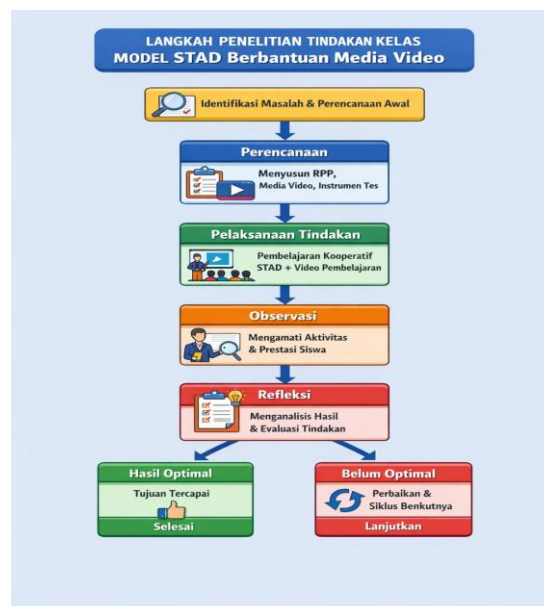 LANGKAH PENELITIAN TINDAKAN KELAS
MODEL STAD Berbantuan Media Video
Identifikasi Masalah & Perencanaan Awal
Perencanaan
Menyusun RPP,
Media Video, Instrumen Tes
Pelaksanaan Tindakan
Pembelajaran Kooperatif
STAD + Video Pembelajaran
Observasi
Mengamati Aktivitas
& Prestasi Siswa
Refleksi
Menganalisis Hasil
& Evaluasi Tindakan
Hasil Optimal
Tujuan Tercapai
Selesai
Belum Optimal
Perbaikan &
Siklus Benkutnya
Lanjutkan